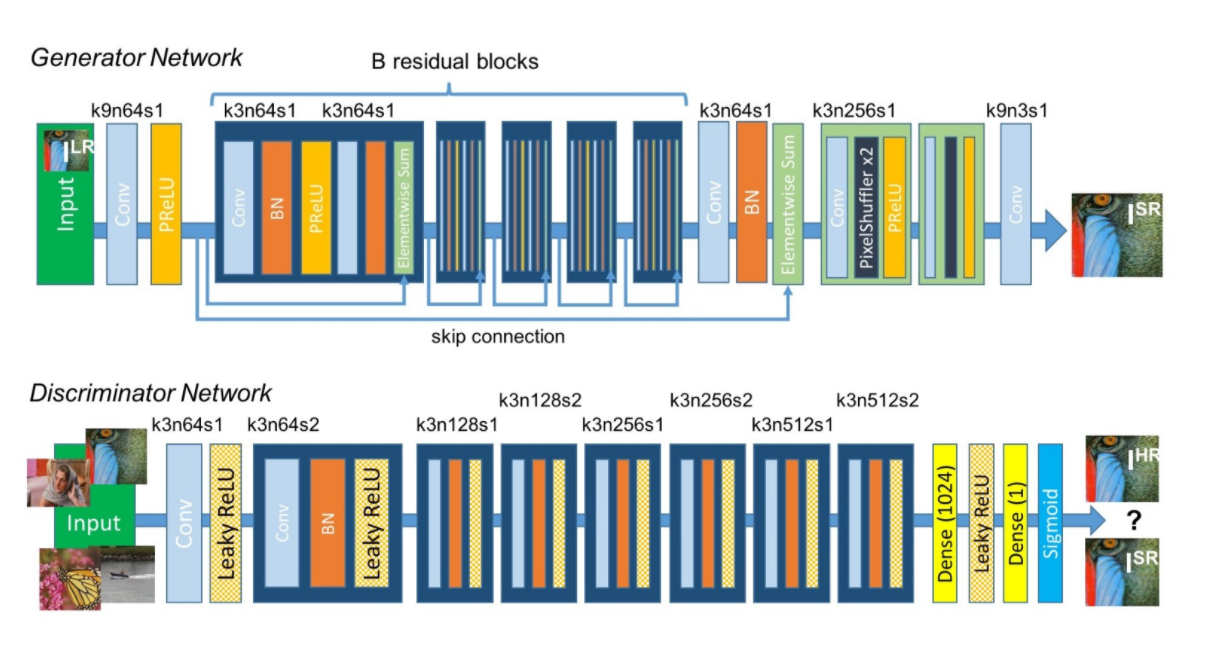 Generator Network
B residual blocks
k9n64s1
k3n64s1
k3n64s1
k3n64s1
k3n256s1
k9n3s1
Input
I^LR
Conv
PReLU
Conv
BN
PReLU
Elementwise Sum
Conv
BN
Elementwise Sum
Conv
PixelShuffler x2
PReLU
Conv
I^SR
skip connection
Discriminator Network
k3n64s1
k3n64s2
k3n128s1
k3n128s2
k3n256s1
k3n256s2
k3n512s1
k3n512s2
Input
Conv
Leaky ReLU
Conv
BN
Leaky ReLU
Dense (1024)
Leaky ReLU
Dense (1)
Sigmoid
I^HR
?
I^SR